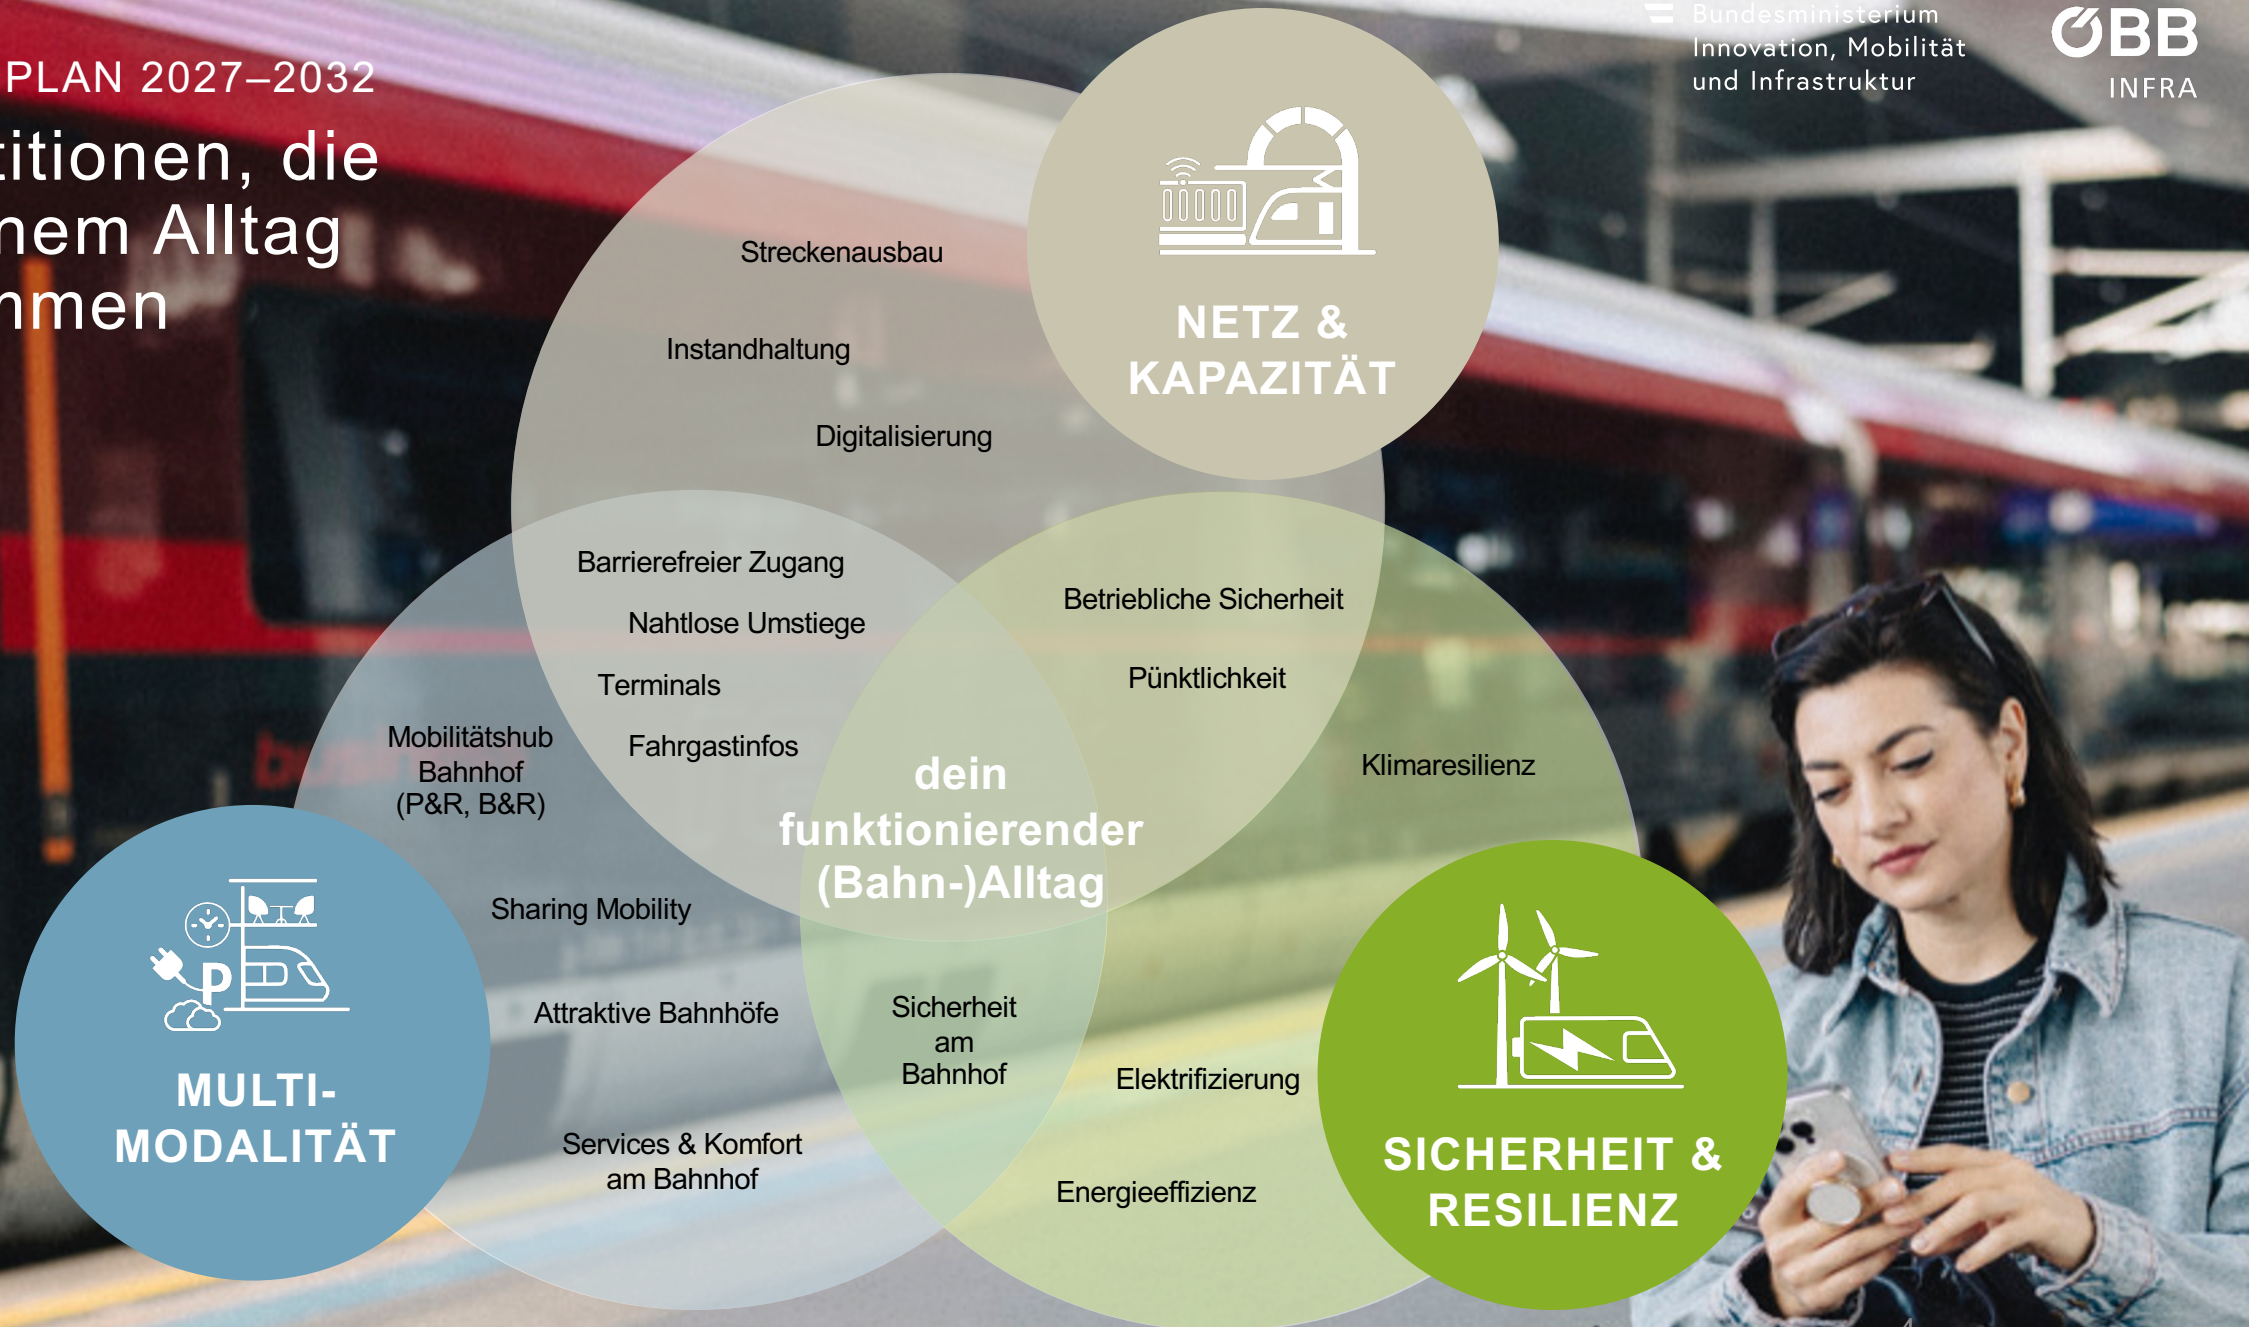 PLAN 2027–2032
titionen, die
nem Alltag
mmen
Bundesministerium
Innovation, Mobilität
und Infrastruktur
ÖBB
INFRA
NETZ &
KAPAZITÄT
Streckenausbau
Instandhaltung
Digitalisierung
Barrierefreier Zugang
Nahtlose Umstiege
Terminals
Fahrgastinfos
Betriebliche Sicherheit
Pünktlichkeit
Klimaresilienz
Mobilitätshub
Bahnhof
(P&R, B&R)
dein
funktionierender
(Bahn-)Alltag
Sharing Mobility
Attraktive Bahnhöfe
Services & Komfort
am Bahnhof
Sicherheit
am
Bahnhof
Elektrifizierung
Energieeffizienz
P
MULTI-
MODALITÄT
SICHERHEIT &
RESILIENZ